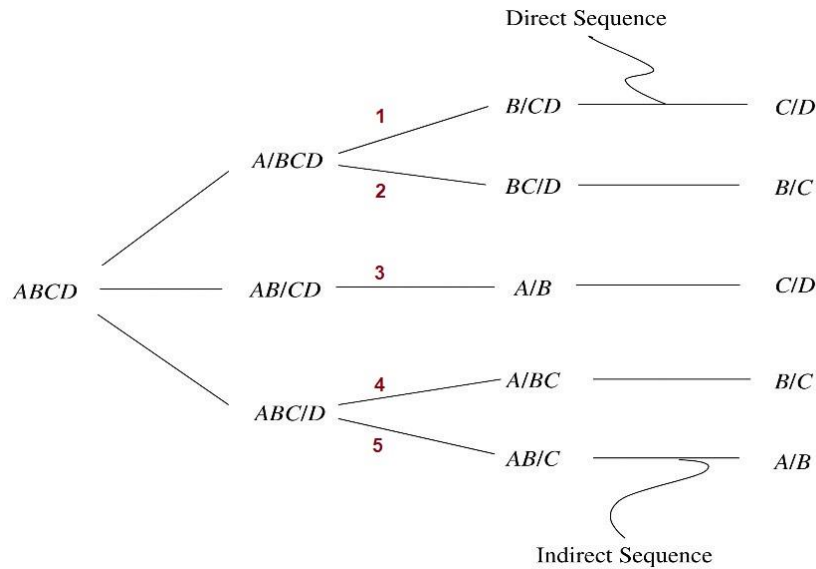 Direct Sequence
1
B/CD
C/D
A/BCD
2
BC/D
B/C
ABCD
AB/CD
3
A/B
C/D
4
A/BC
B/C
ABC/D
5
AB/C
A/B
Indirect Sequence